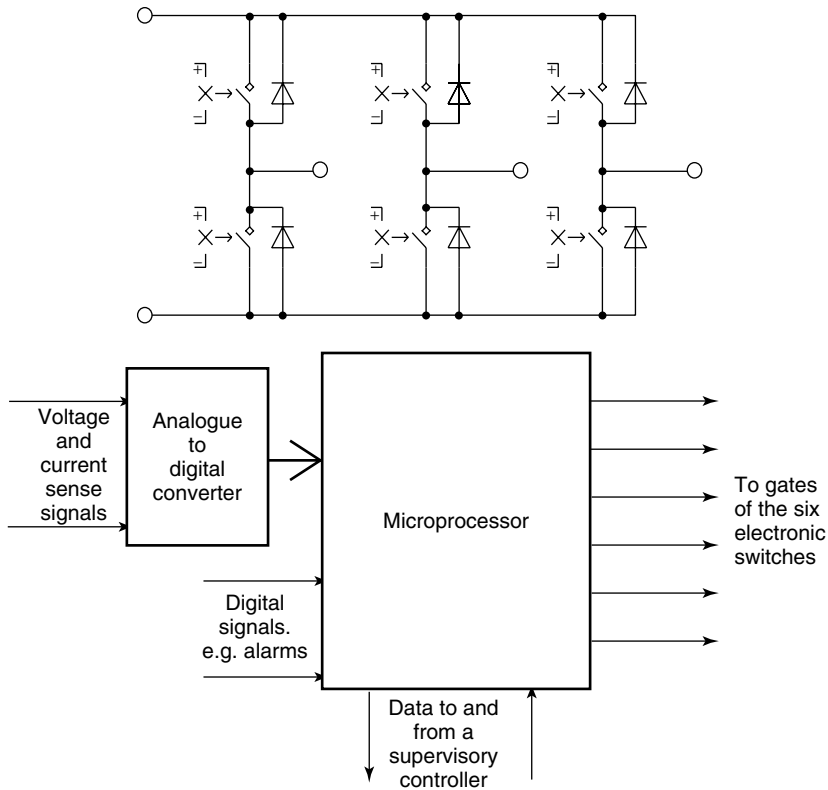 Voltage
and
current
sense
signals
Analogue
to
digital
converter
Microprocessor
To gates
of the six
electronic
switches
Digital
signals.
e.g. alarms
Data to and
from a
supervisory
controller